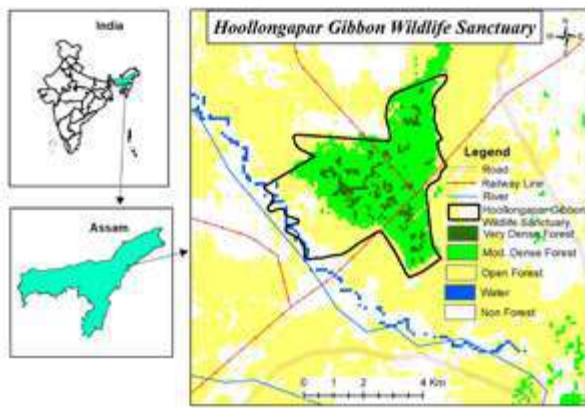 India
Assam
Hoollongapar Gibbon Wildlife Sanctuary
N
Legend
Road
Railway Line
River
Hoollongapar Gibbon
Wildlife Sanctuary
Very Dense Forest
Mod. Dense Forest
Open Forest
Water
Non Forest
0 1 2 4 Km